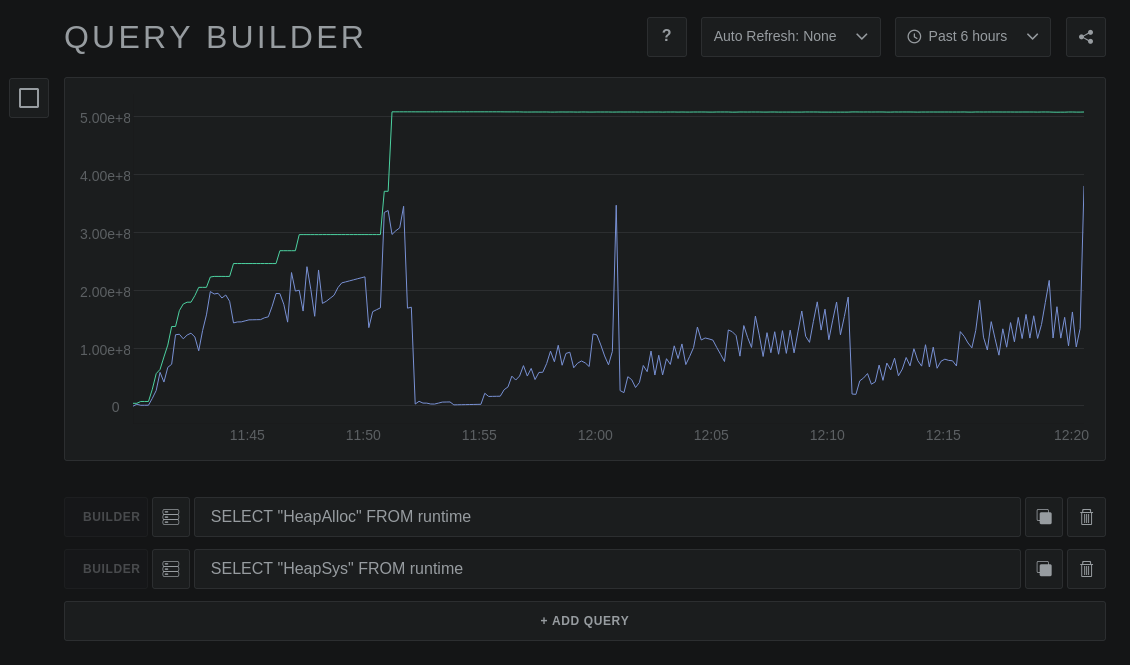 QUERY BUILDER
?
Auto Refresh: None
Past 6 hours
5.00e+8
4.00e+8
3.00e+8
2.00e+8
1.00e+8
0
11:45 11:50 11:55 12:00 12:05 12:10 12:15 12:20
BUILDER SELECT "HeapAlloc" FROM runtime
BUILDER SELECT "HeapSys" FROM runtime
+ ADD QUERY